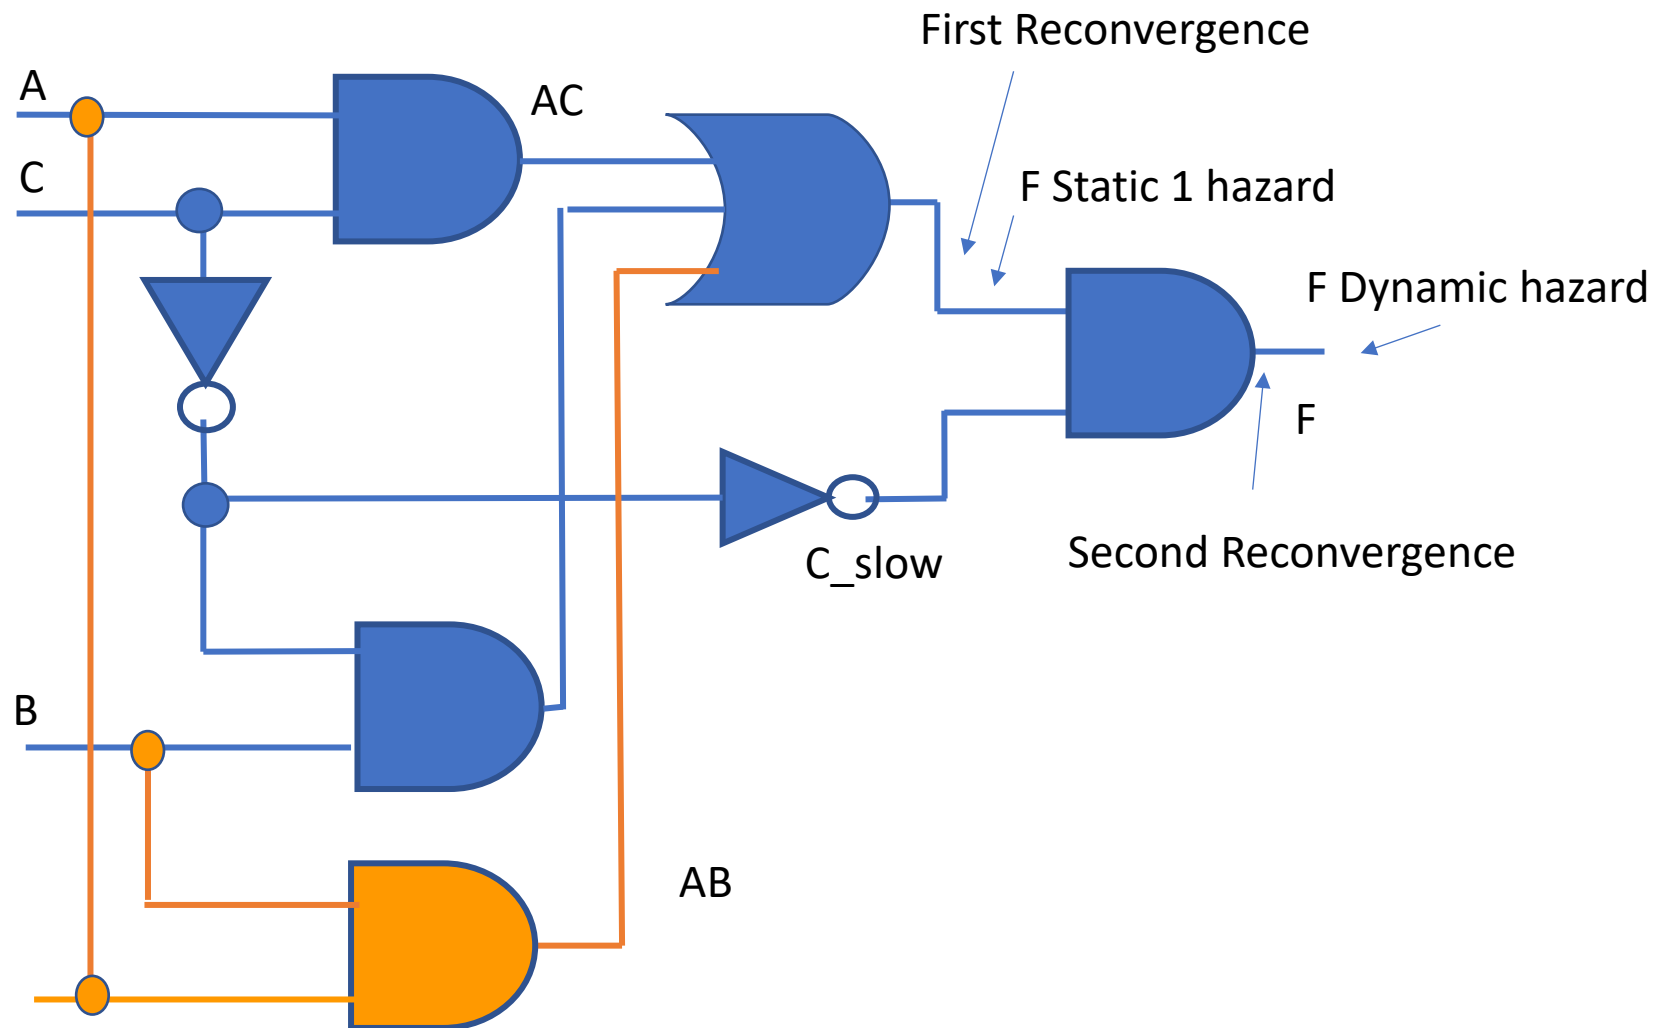 First Reconvergence
A
AC
C
F Static 1 hazard
F Dynamic hazard
F
C_slow
Second Reconvergence
B
AB